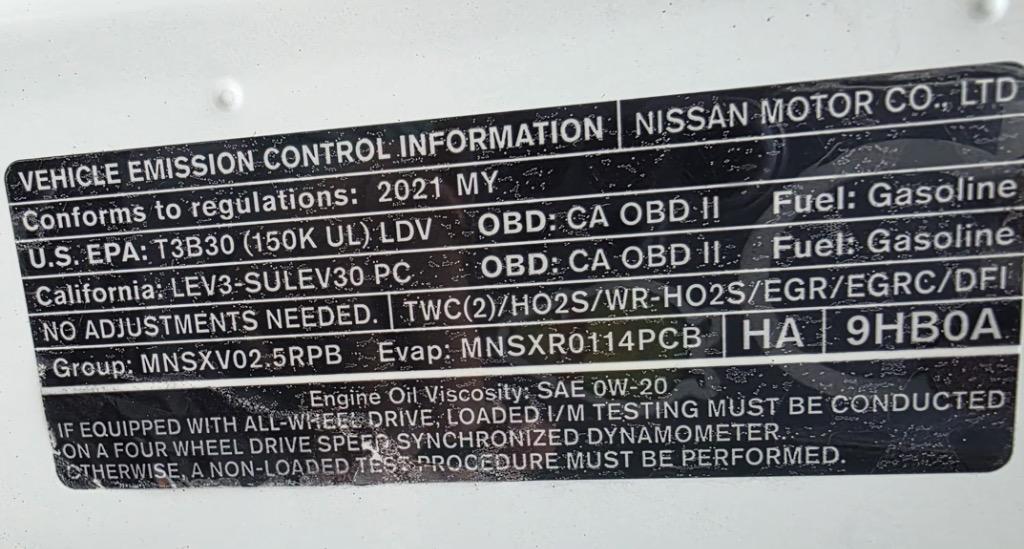 VEHICLE EMISSION CONTROL INFORMATION NISSAN MOTOR CO., LTD
Conforms to regulations: 2021 MY
U.S. EPA: T3B30 (150K UL) LDV OBD: CA OBD II Fuel: Gasoline
California: LEV3-SULEV30 PC OBD: CA OBD II Fuel: Gasoline
NO ADJUSTMENTS NEEDED. TWC(2)/HO2S/WR-HO2S/EGR/EGRC/DFI
Group: MNSXV02.5RPB Evap: MNSXR0114PCB HA 9HB0A
Engine Oil Viscosity: SAE 0W-20
IF EQUIPPED WITH ALL-WHEEL DRIVE, LOADED I/M TESTING MUST BE CONDUCTED
ON A FOUR WHEEL DRIVE SPEED SYNCHRONIZED DYNAMOMETER.
OTHERWISE, A NON-LOADED TEST PROCEDURE MUST BE PERFORMED.